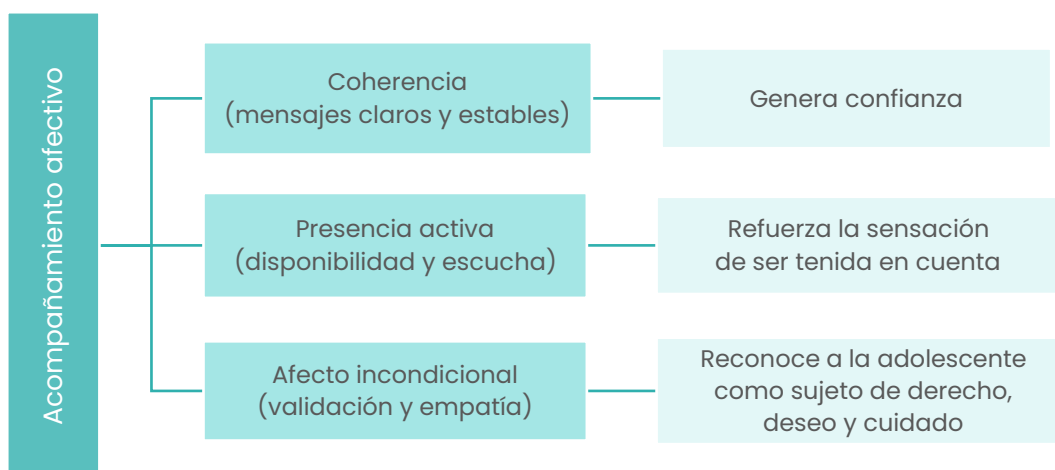 Acompañamiento afectivo
Coherencia
(mensajes claros y estables)
Genera confianza
Presencia activa
(disponibilidad y escucha)
Refuerza la sensación
de ser tenida en cuenta
Afecto incondicional
(validación y empatía)
Reconoce a la adolescente
como sujeto de derecho,
deseo y cuidado